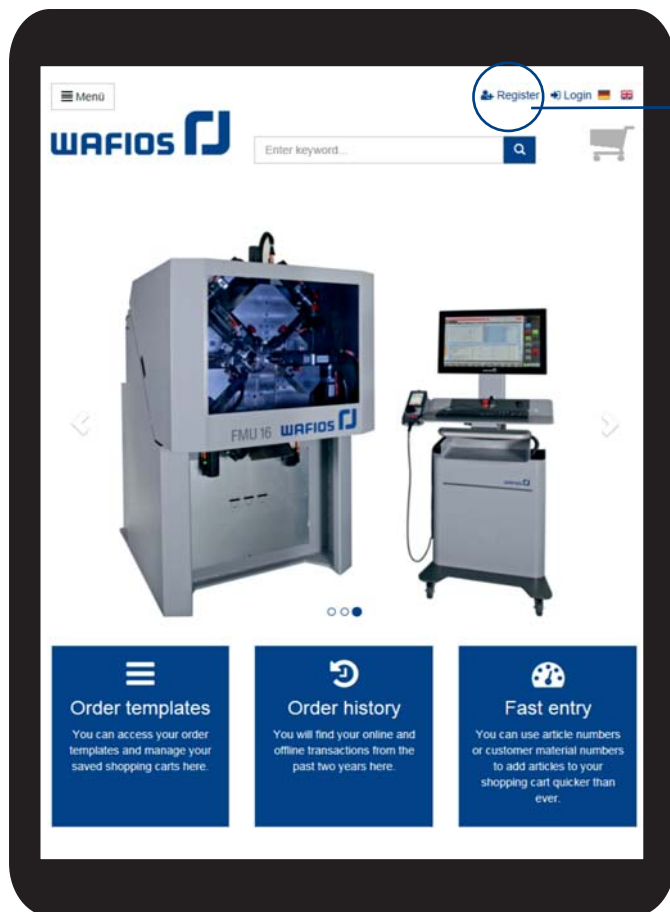 Menü
Register Login
WAFIOS
Enter keyword...
FMU 16 WAFIOS
WAFIOS
Order templates
You can access your order
templates and manage your
saved shopping carts here.
Order history
You will find your online and
offline transactions from the
past two years here.
Fast entry
You can use article numbers
or customer material numbers
to add articles to your
shopping cart quicker than
ever.